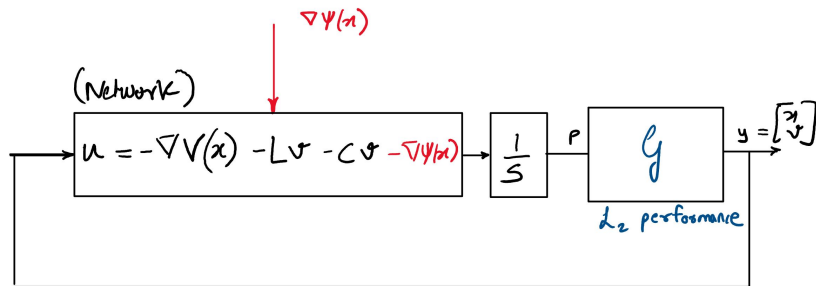 ∇Ψ(x)
(Network)
u = -∇V(x) - Lv - cv -∇Ψ(x)
1
S
P
G
y = [x
v]
L₂ performance